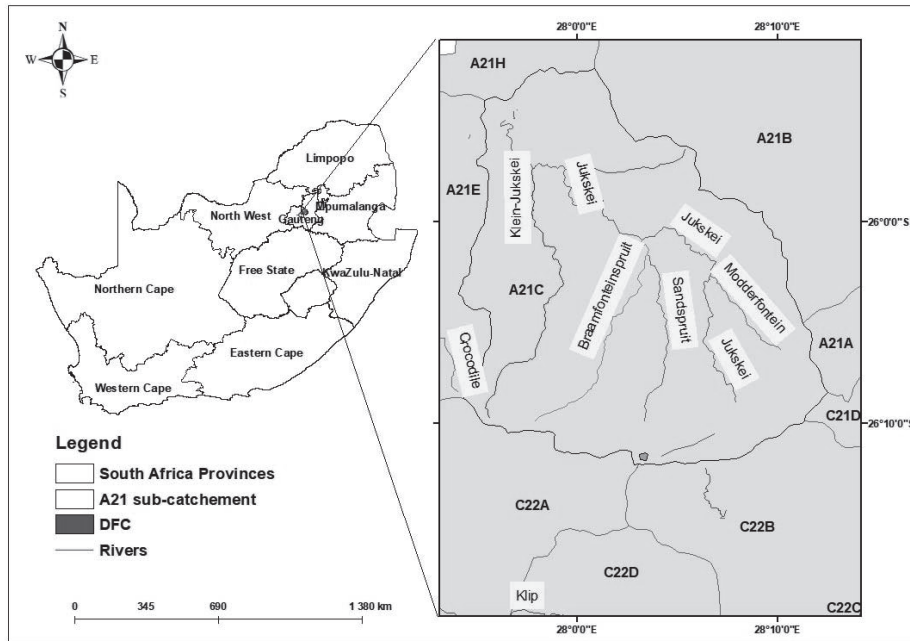 N
W E
S
Limpopo
North West
Mpumalanga
Gauteng
Free State
KwaZulu-Natal
Northern Cape
Eastern Cape
Western Cape
Legend
South Africa Provinces
A21 sub-catchement
DFC
Rivers
0 345 690 1 380 km
28°0'0"E 28°10'0"E
A21H
A21B
A21E
Klein-Jukskei
Jukskei
Jukskei
26°0'0"S
A21C
Braamfonteinspruit
Sandspruit
Modderfontein
Jukskei
A21A
Crocodile
C21D
26°10'0"S
C22A
C22B
C22D
Klip
C22C
28°0'0"E 28°10'0"E